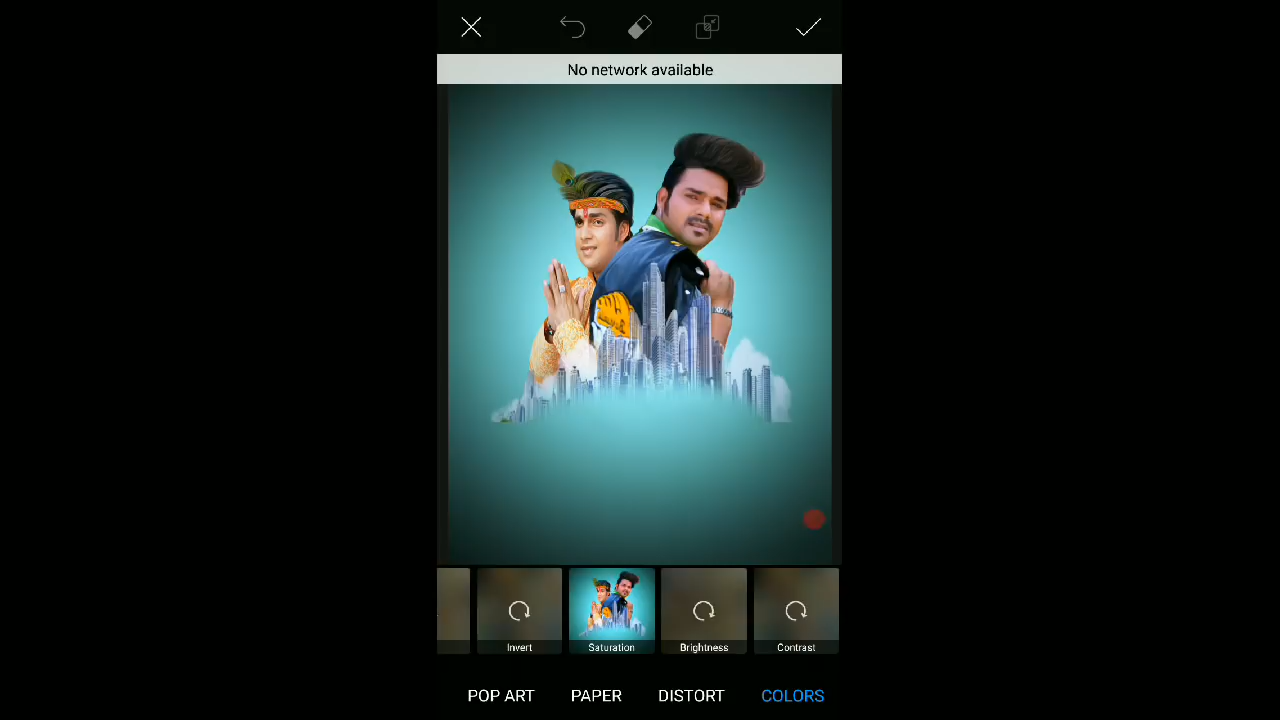 No network available
Invert
Saturation
Brightness
Contrast
POP ART
PAPER
DISTORT
COLORS